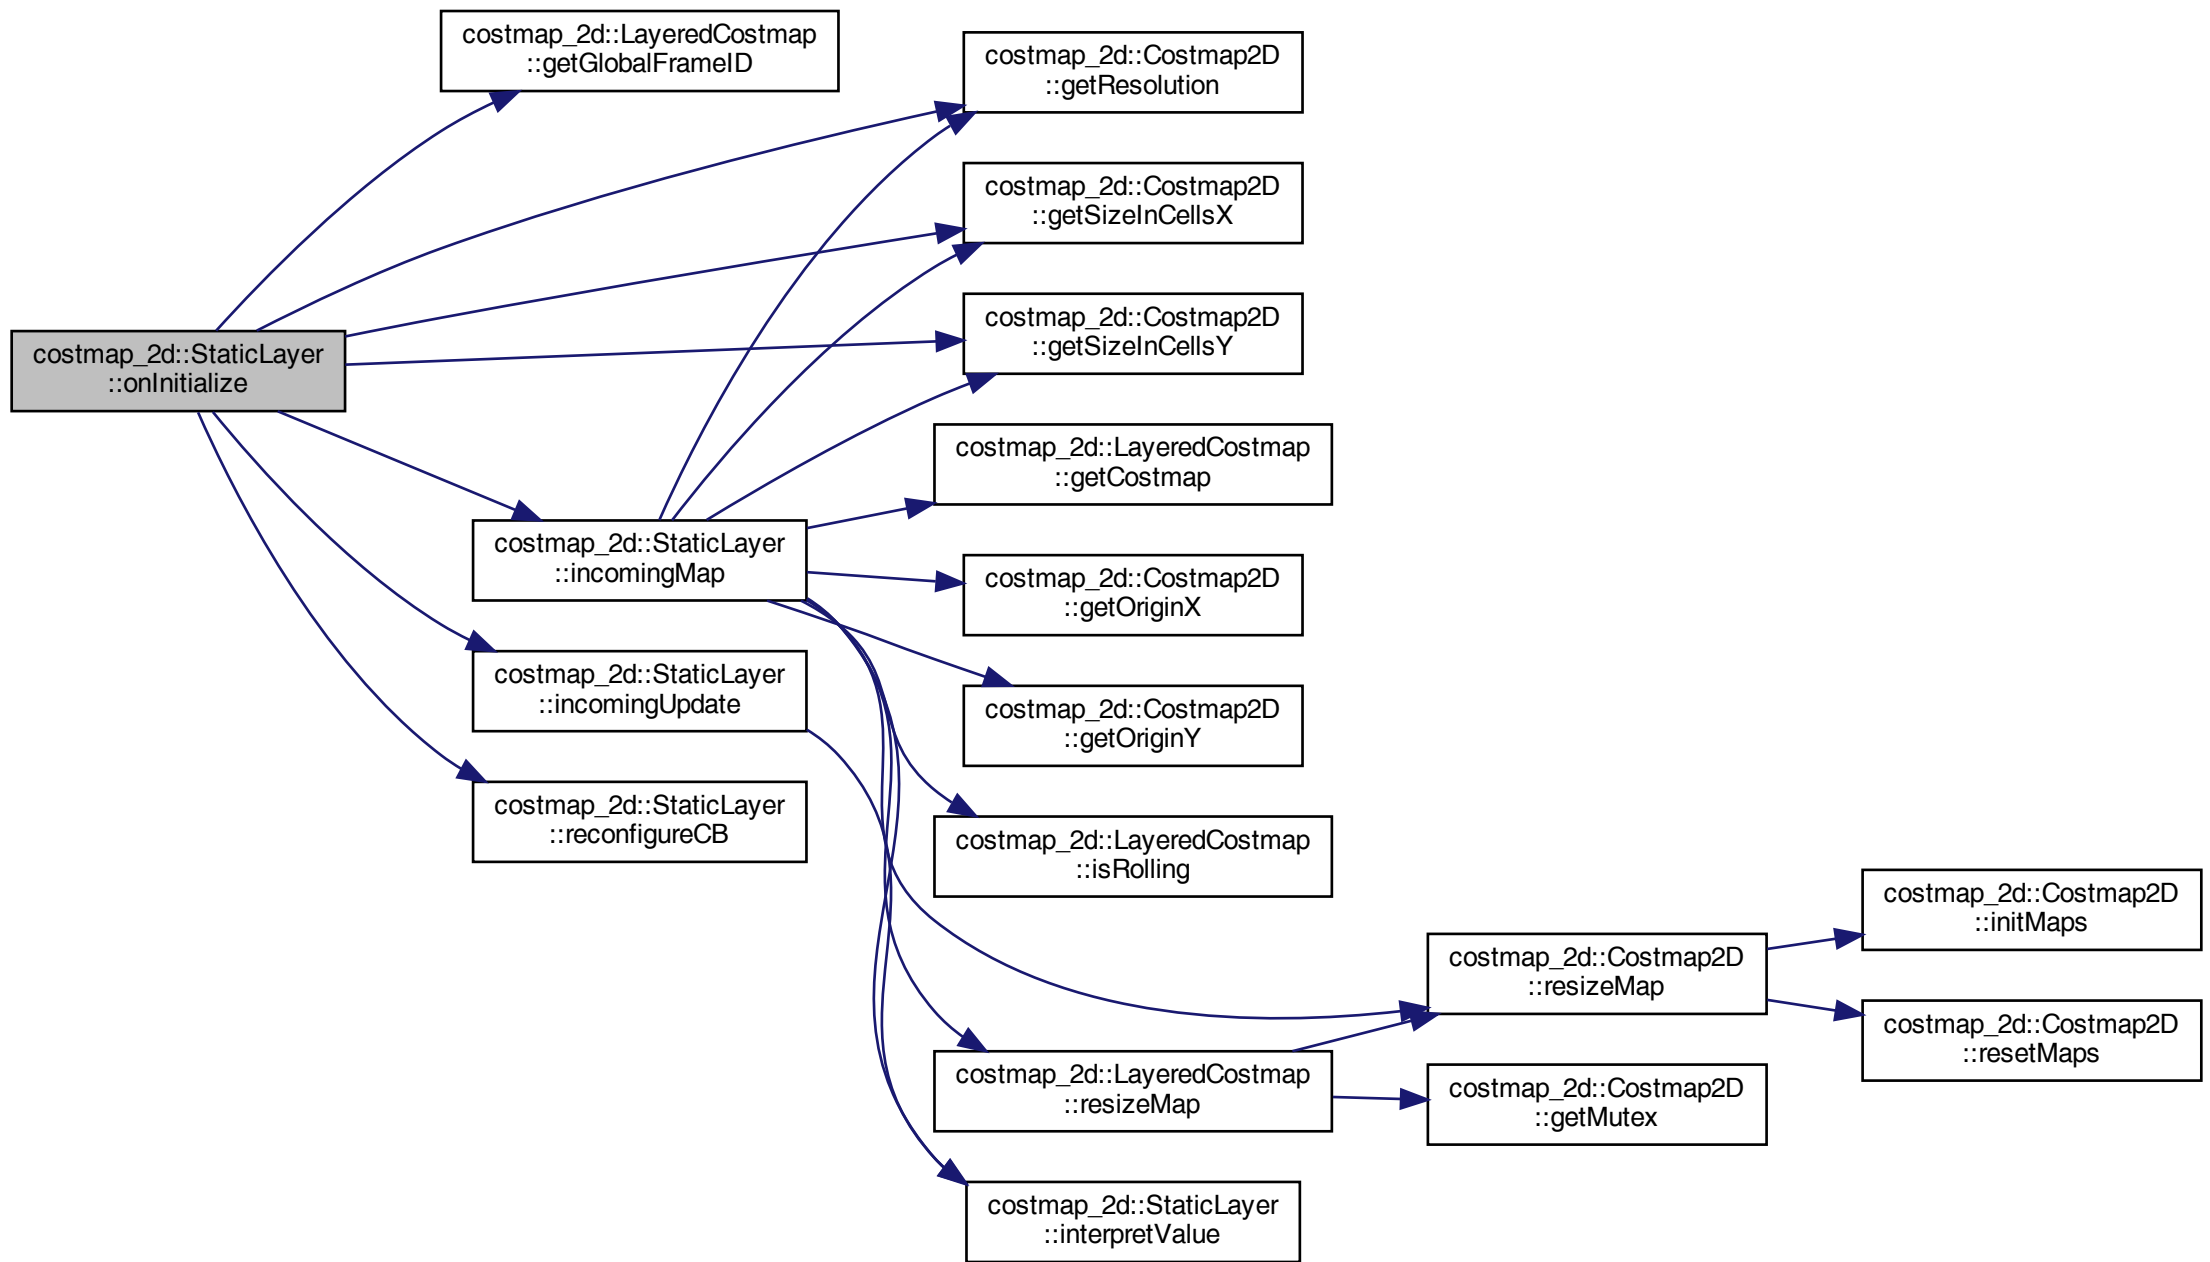 costmap_2d::LayeredCostmap
::getGlobalFrameID
costmap_2d::Costmap2D
::getResolution
costmap_2d::Costmap2D
::getSizeInCellsX
costmap_2d::Costmap2D
::getSizeInCellsY
costmap_2d::StaticLayer
::onInitialize
costmap_2d::LayeredCostmap
::getCostmap
costmap_2d::StaticLayer
::incomingMap
costmap_2d::Costmap2D
::getOriginX
costmap_2d::StaticLayer
::incomingUpdate
costmap_2d::Costmap2D
::getOriginY
costmap_2d::StaticLayer
::reconfigureCB
costmap_2d::LayeredCostmap
::isRolling
costmap_2d::Costmap2D
::initMaps
costmap_2d::Costmap2D
::resizeMap
costmap_2d::Costmap2D
::resetMaps
costmap_2d::LayeredCostmap
::resizeMap
costmap_2d::Costmap2D
::getMutex
costmap_2d::StaticLayer
::interpretValue